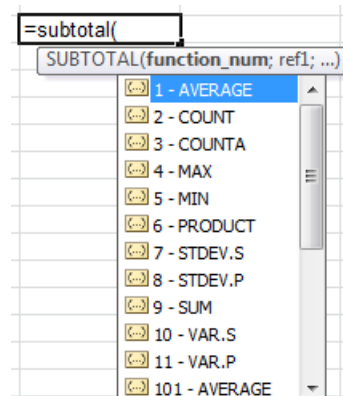 =subtotal(
SUBTOTAL(function_num; ref1; ...)
1 - AVERAGE
2 - COUNT
3 - COUNTA
4 - MAX
5 - MIN
6 - PRODUCT
7 - STDEV.S
8 - STDEV.P
9 - SUM
10 - VAR.S
11 - VAR.P
101 - AVERAGE